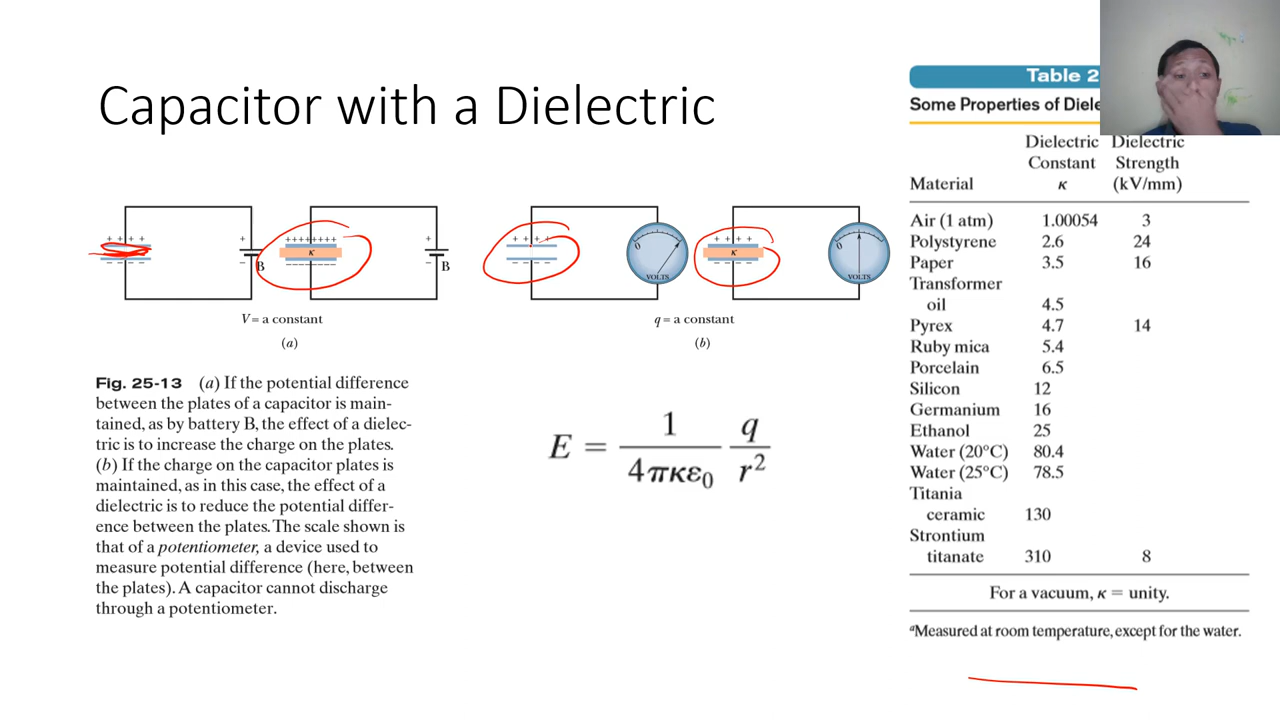 Capacitor with a Dielectric
+ + + +
– – – –
+
–
B
++++++++
κ
––––––––
+
–
B
V = a constant
(a)
+ + + +
– – – –
0
VOLTS
+ + + +
κ
– – – –
0
VOLTS
q = a constant
(b)
Fig. 25-13 (a) If the potential difference
between the plates of a capacitor is main-
tained, as by battery B, the effect of a dielec-
tric is to increase the charge on the plates.
(b) If the charge on the capacitor plates is
maintained, as in this case, the effect of a
dielectric is to reduce the potential differ-
ence between the plates. The scale shown is
that of a potentiometer, a device used to
measure potential difference (here, between
the plates). A capacitor cannot discharge
through a potentiometer.
E = 1/(4πκε₀) q/r²
Table 2
Some Properties of Diele
Dielectric Dielectric
Constant Strength
Material κ (kV/mm)
Air (1 atm) 1.00054 3
Polystyrene 2.6 24
Paper 3.5 16
Transformer
oil 4.5
Pyrex 4.7 14
Ruby mica 5.4
Porcelain 6.5
Silicon 12
Germanium 16
Ethanol 25
Water (20°C) 80.4
Water (25°C) 78.5
Titania
ceramic 130
Strontium
titanate 310 8
For a vacuum, κ = unity.
ᵃMeasured at room temperature, except for the water.